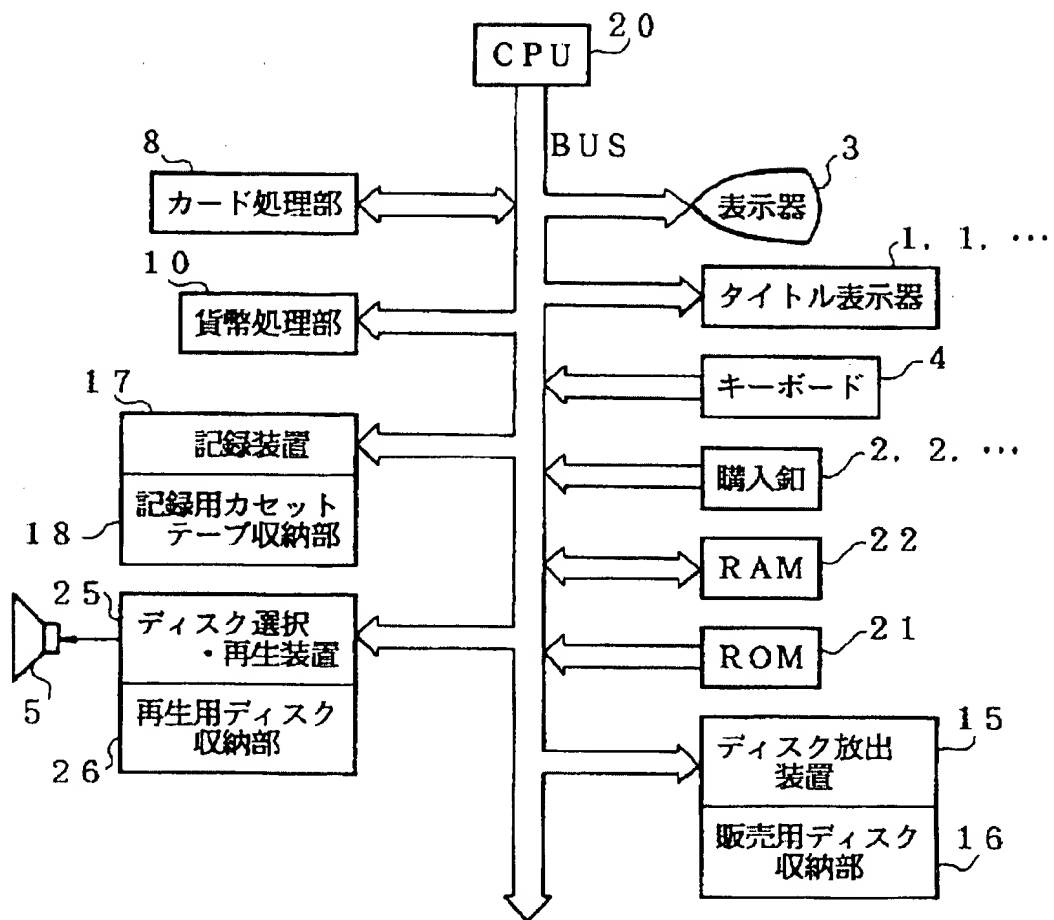 20
CPU
BUS
8
カード処理部
3
表示器
10
貨幣処理部
1. 1. …
タイトル表示器
4
キーボード
17
記録装置
18
記録用カセット
テープ収納部
2. 2. …
購入釦
22
RAM
25
ディスク選択
・再生装置
5
21
ROM
26
再生用ディスク
収納部
15
ディスク放出
装置
16
販売用ディスク
収納部